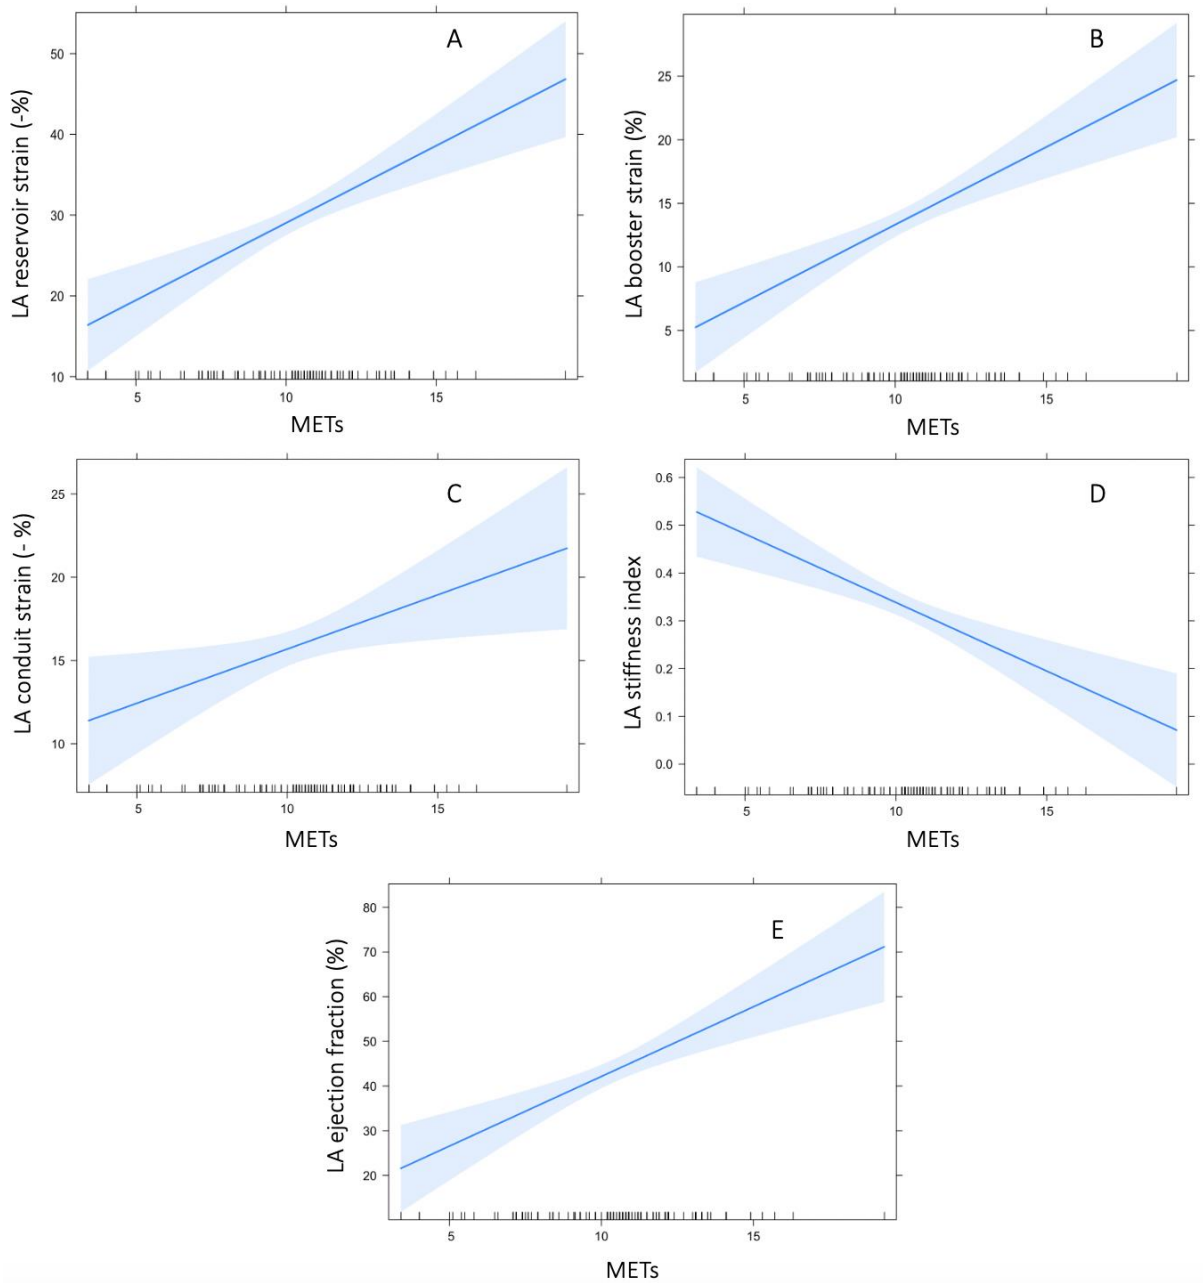 A
LA reservoir strain (-%)
50
40
30
20
10
5 10 15
METs
B
LA booster strain (%)
25
20
15
10
5
5 10 15
METs
C
LA conduit strain (- %)
25
20
15
10
5 10 15
METs
D
LA stiffness index
0.6
0.5
0.4
0.3
0.2
0.1
0.0
5 10 15
METs
E
LA ejection fraction (%)
80
70
60
50
40
30
20
5 10 15
METs